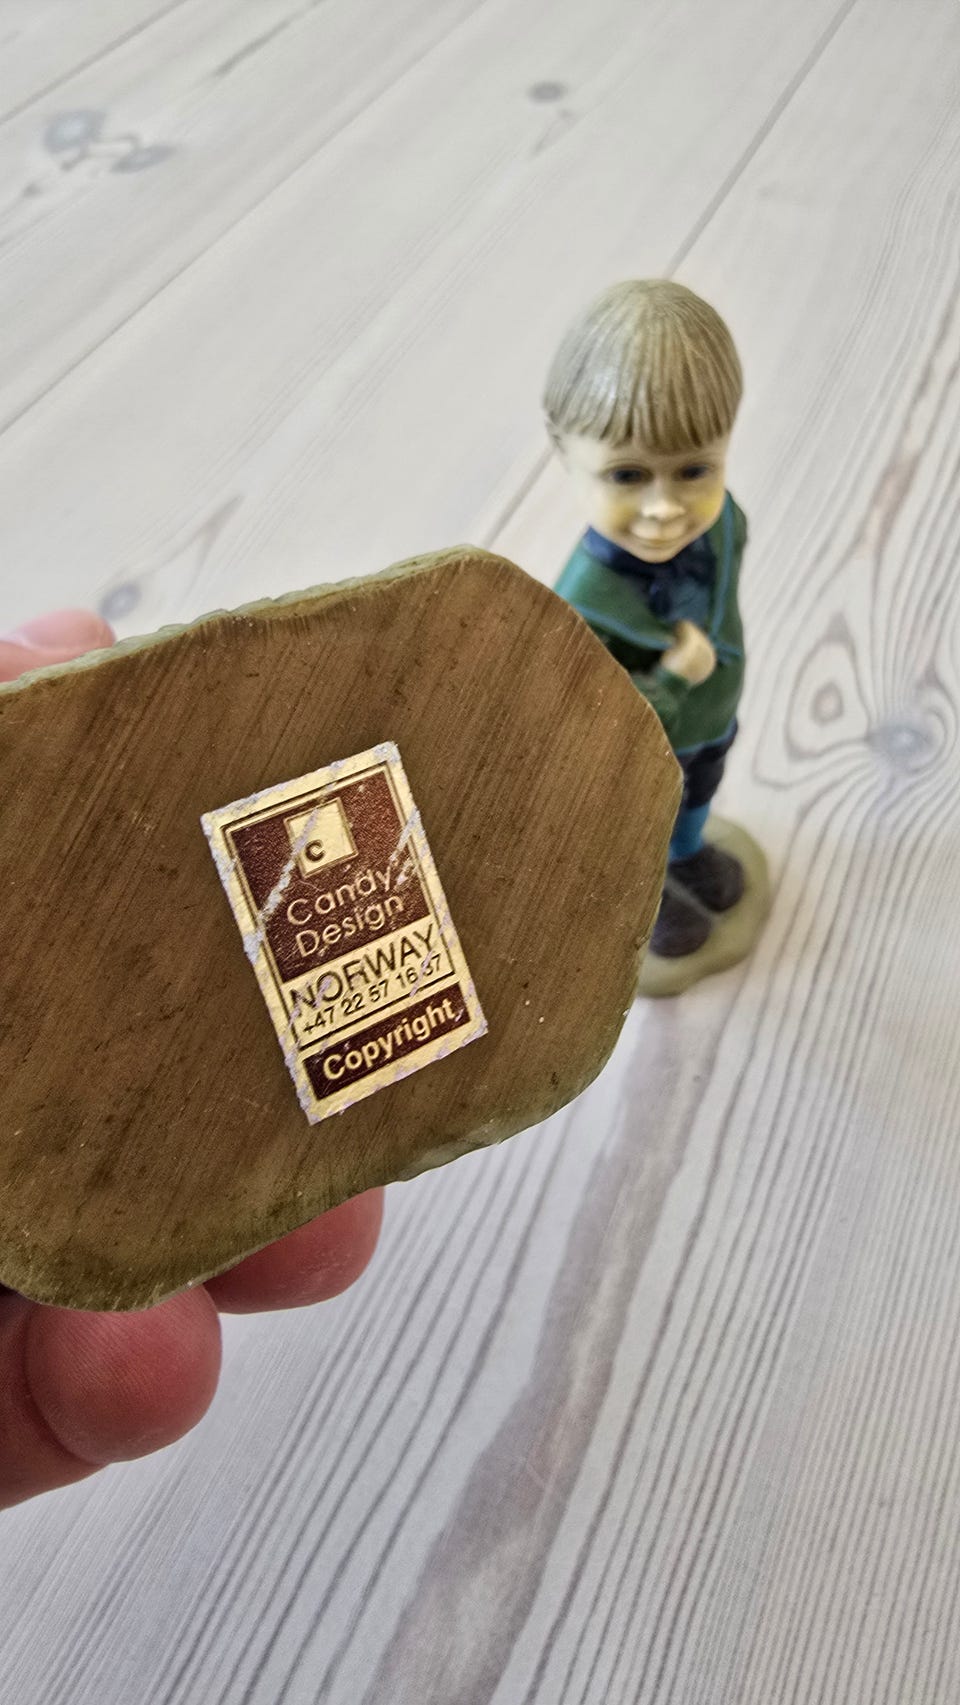 C
Candy
Design
NORWAY
+47 22 57 16 37
Copyright